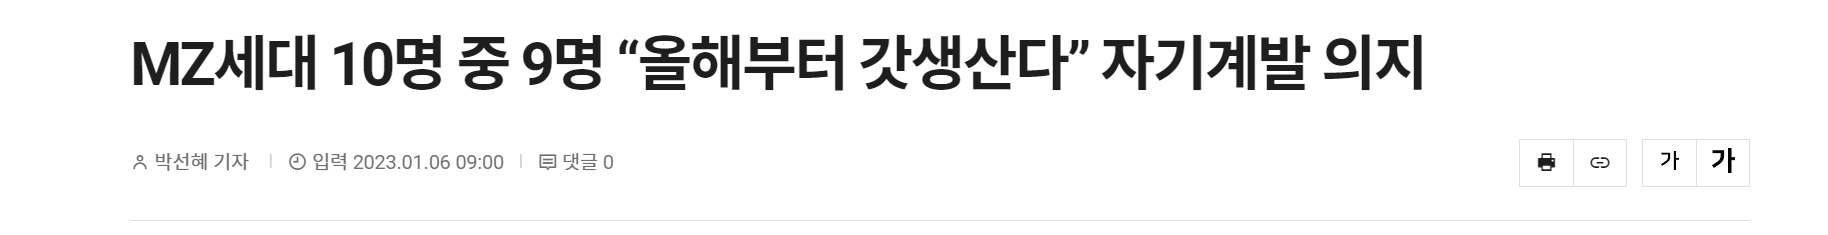 MZ세대 10명 중 9명 “올해부터 갓생산다” 자기계발 의지
박선혜 기자 입력 2023.01.06 09:00 댓글 0 가 가